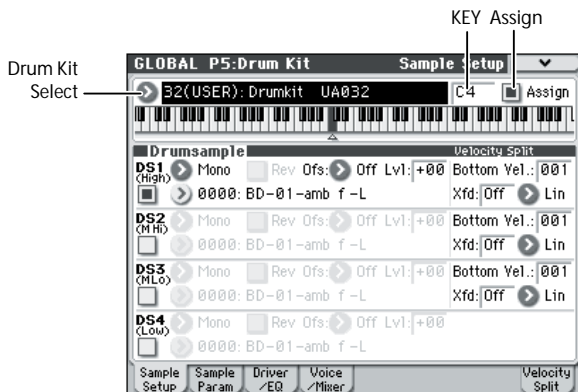 KEY Assign
Drum Kit
Select
GLOBAL P5:Drum Kit Sample Setup
32(USER): Drumkit UA032 C4 Assign
Drumsample Velocity Split
DS1 Mono Rev Ofs: Off Lvl: +00 Bottom Vel.: 001
(High)
0000: BD-01-amb f -L Xfd: Off Lin
DS2 Mono Rev Ofs: Off Lvl: +00 Bottom Vel.: 001
(MHi)
0000: BD-01-amb f -L Xfd: Off Lin
DS3 Mono Rev Ofs: Off Lvl: +00 Bottom Vel.: 001
(MLo)
0000: BD-01-amb f -L Xfd: Off Lin
DS4 Mono Rev Ofs: Off Lvl: +00
(Low)
0000: BD-01-amb f -L
Sample Sample Driver Voice Velocity
Setup Param /EQ /Mixer Split